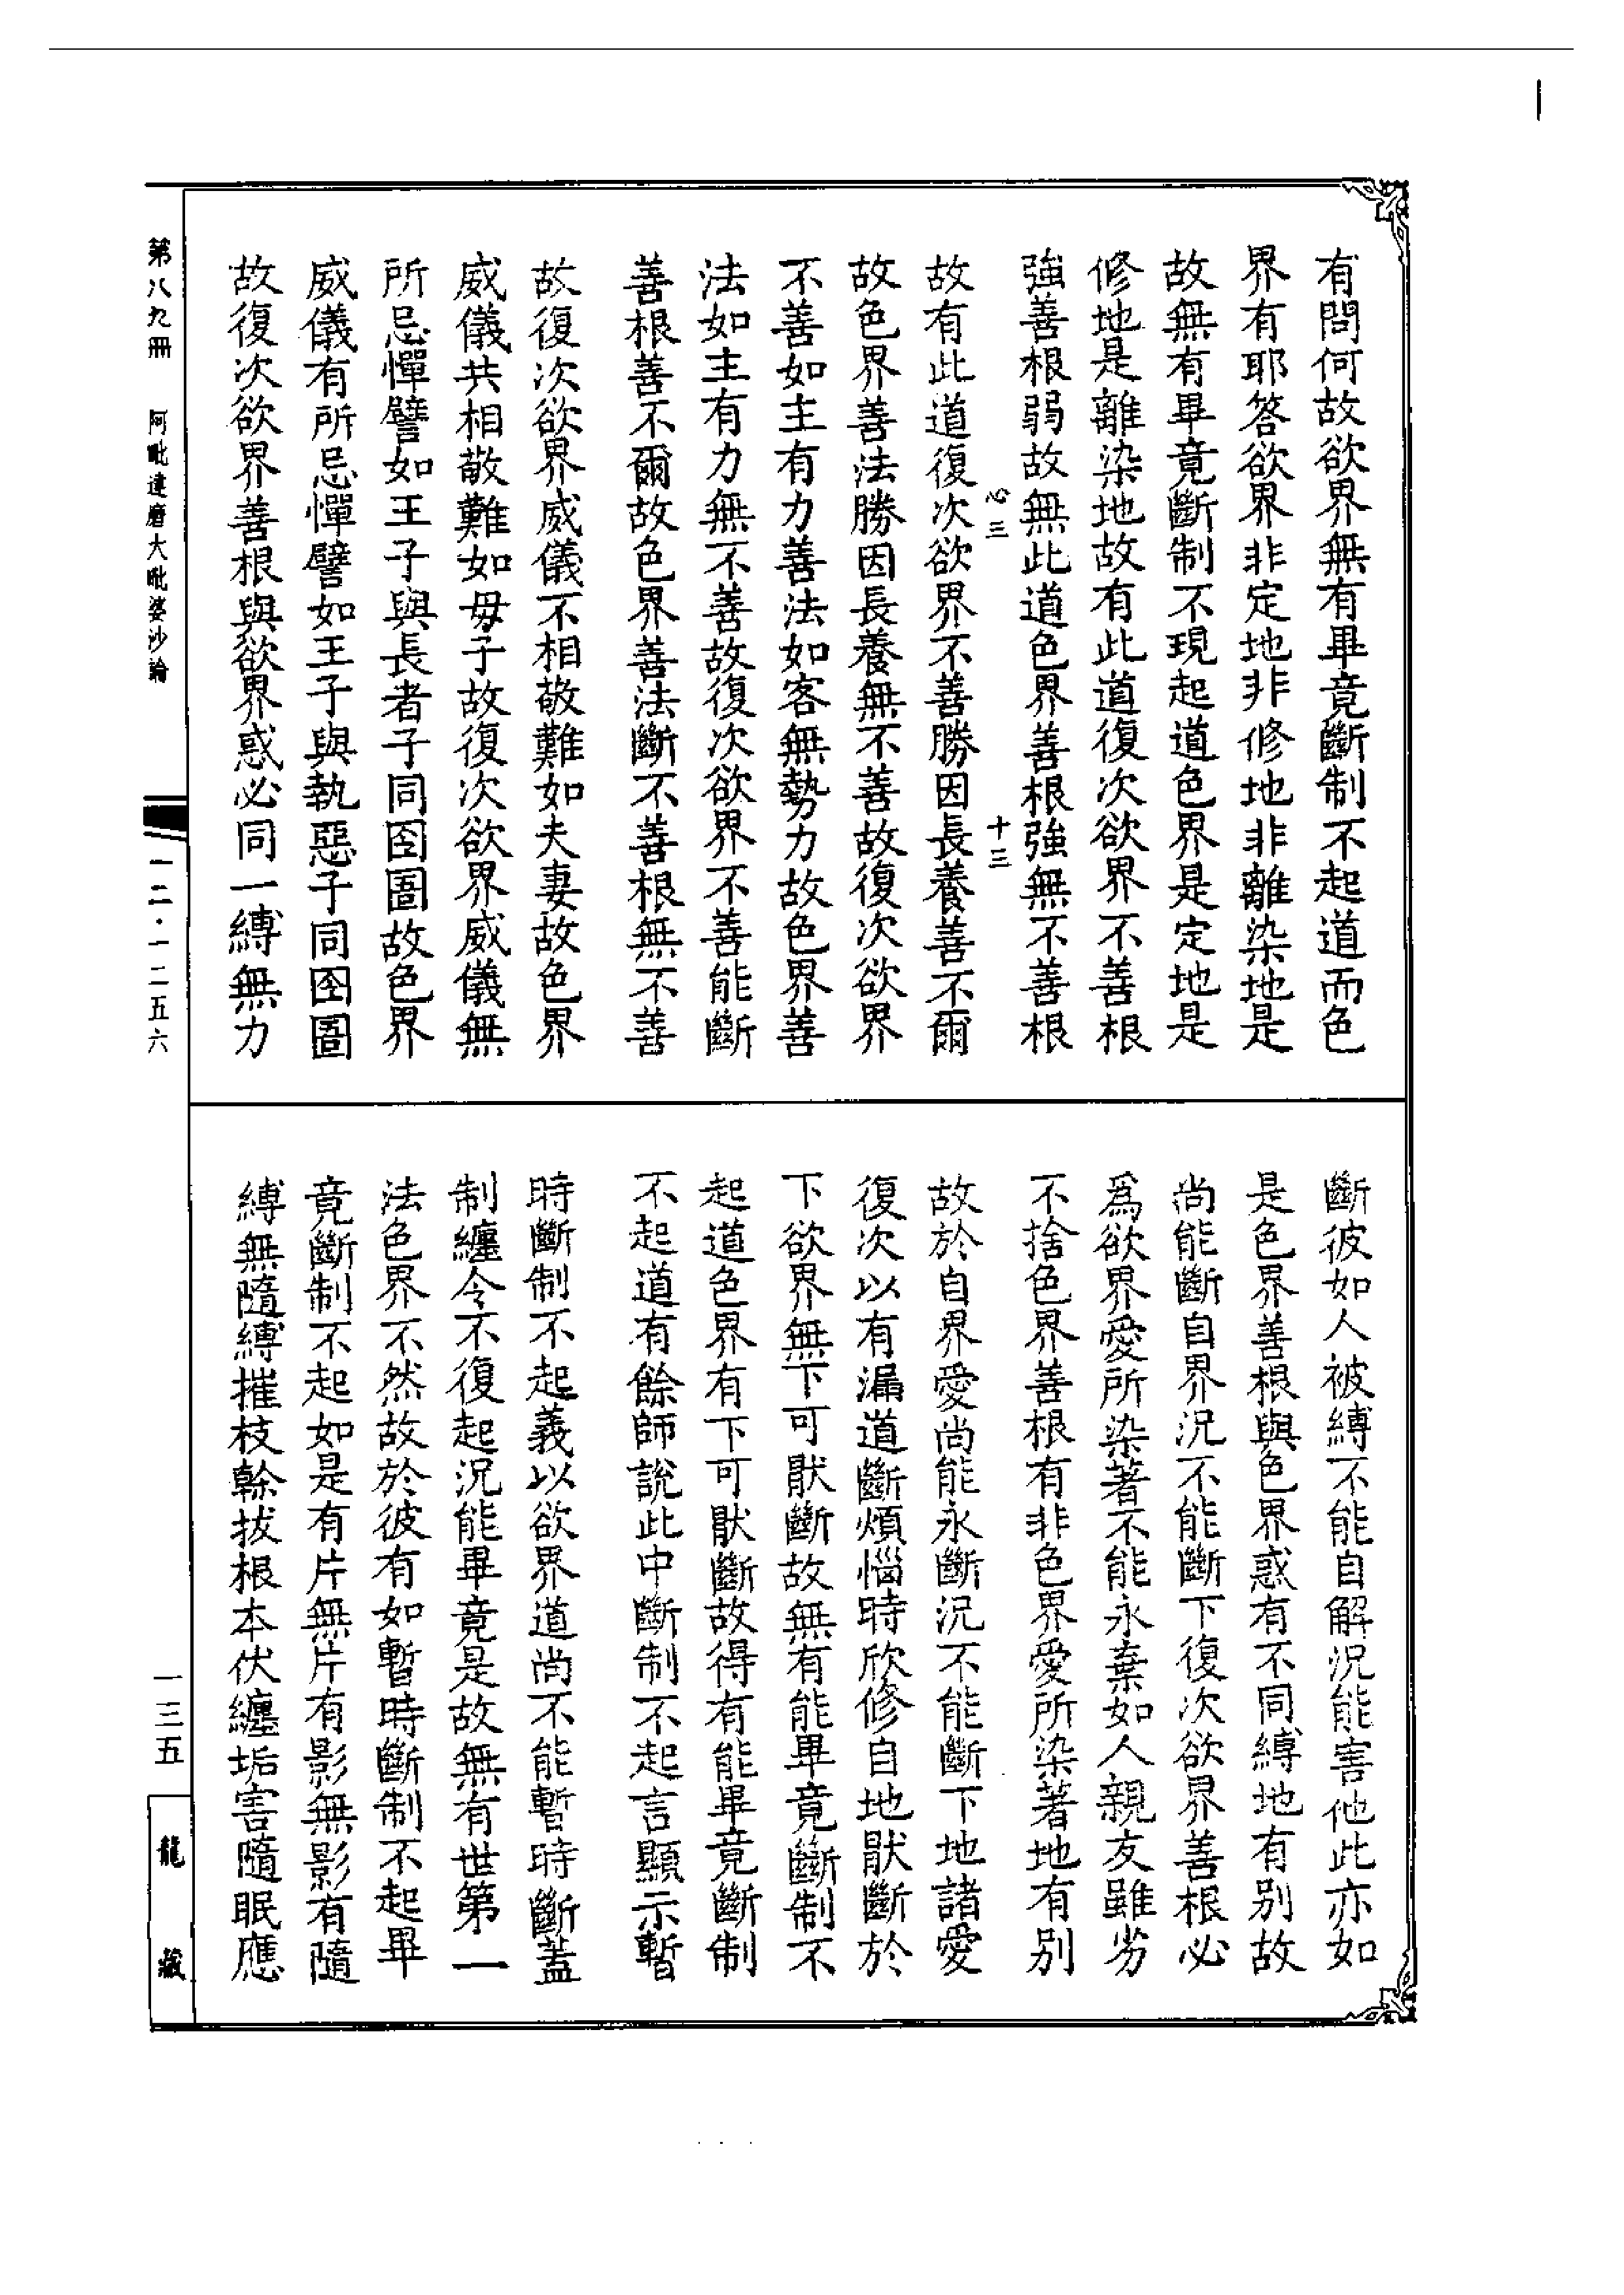 有問何故欲界無有畢竟斷制不起道而色
界有耶答欲界非定地非修地非離染地是
故無有畢竟斷制不現起道色界是定地是
修地是離染地故有此道復次欲界不善根
強善根弱故無此道色界善根強無不善根
心三
十三
故有此道復次欲界不善勝因長養善不爾
故色界善法勝因長養無不善故復次欲界
不善如主有力善法如客無勢力故色界善
法如主有力無不善故復次欲界不善能斷
善根善不爾故色界善法斷不善根無不善
故復次欲界威儀不相敬難如夫妻故色界
威儀共相敬難如母子故復次欲界威儀無
所忌憚譬如王子與長者子同囹圄故色界
威儀有所忌憚譬如王子與執惡子同囹圄
故復次欲界善根與欲界惑必同一縛無力
斷彼如人被縛不能自解況能害他此亦如
是色界善根與色界惑有不同縛地有別故
尚能斷自界況不能斷下復次欲界善根必
為欲界愛所染著不能永棄如人親友雖劣
不捨色界善根有非色界愛所染著地有別
故於自界愛尚能永斷況不能斷下地諸愛
復次以有漏道斷煩惱時欣修自地猒斷於
下欲界無下可猒斷故無有能畢竟斷制不
起道色界有下可猒斷故得有能畢竟斷制
不起道有餘師說此中斷制不起言顯示暫
時斷制不起義以欲界道尚不能暫時斷蓋
制纏令不復起況能畢竟是故無有世第一
法色界不然故於彼有如暫時斷制不起畢
竟斷制不起如是有片無片有影無影有隨
縛無隨縛摧枝榦拔根本伏纏垢害隨眠應
第八九冊　阿毗達磨大毗婆沙論
一二·一二五六
一三五
龍藏